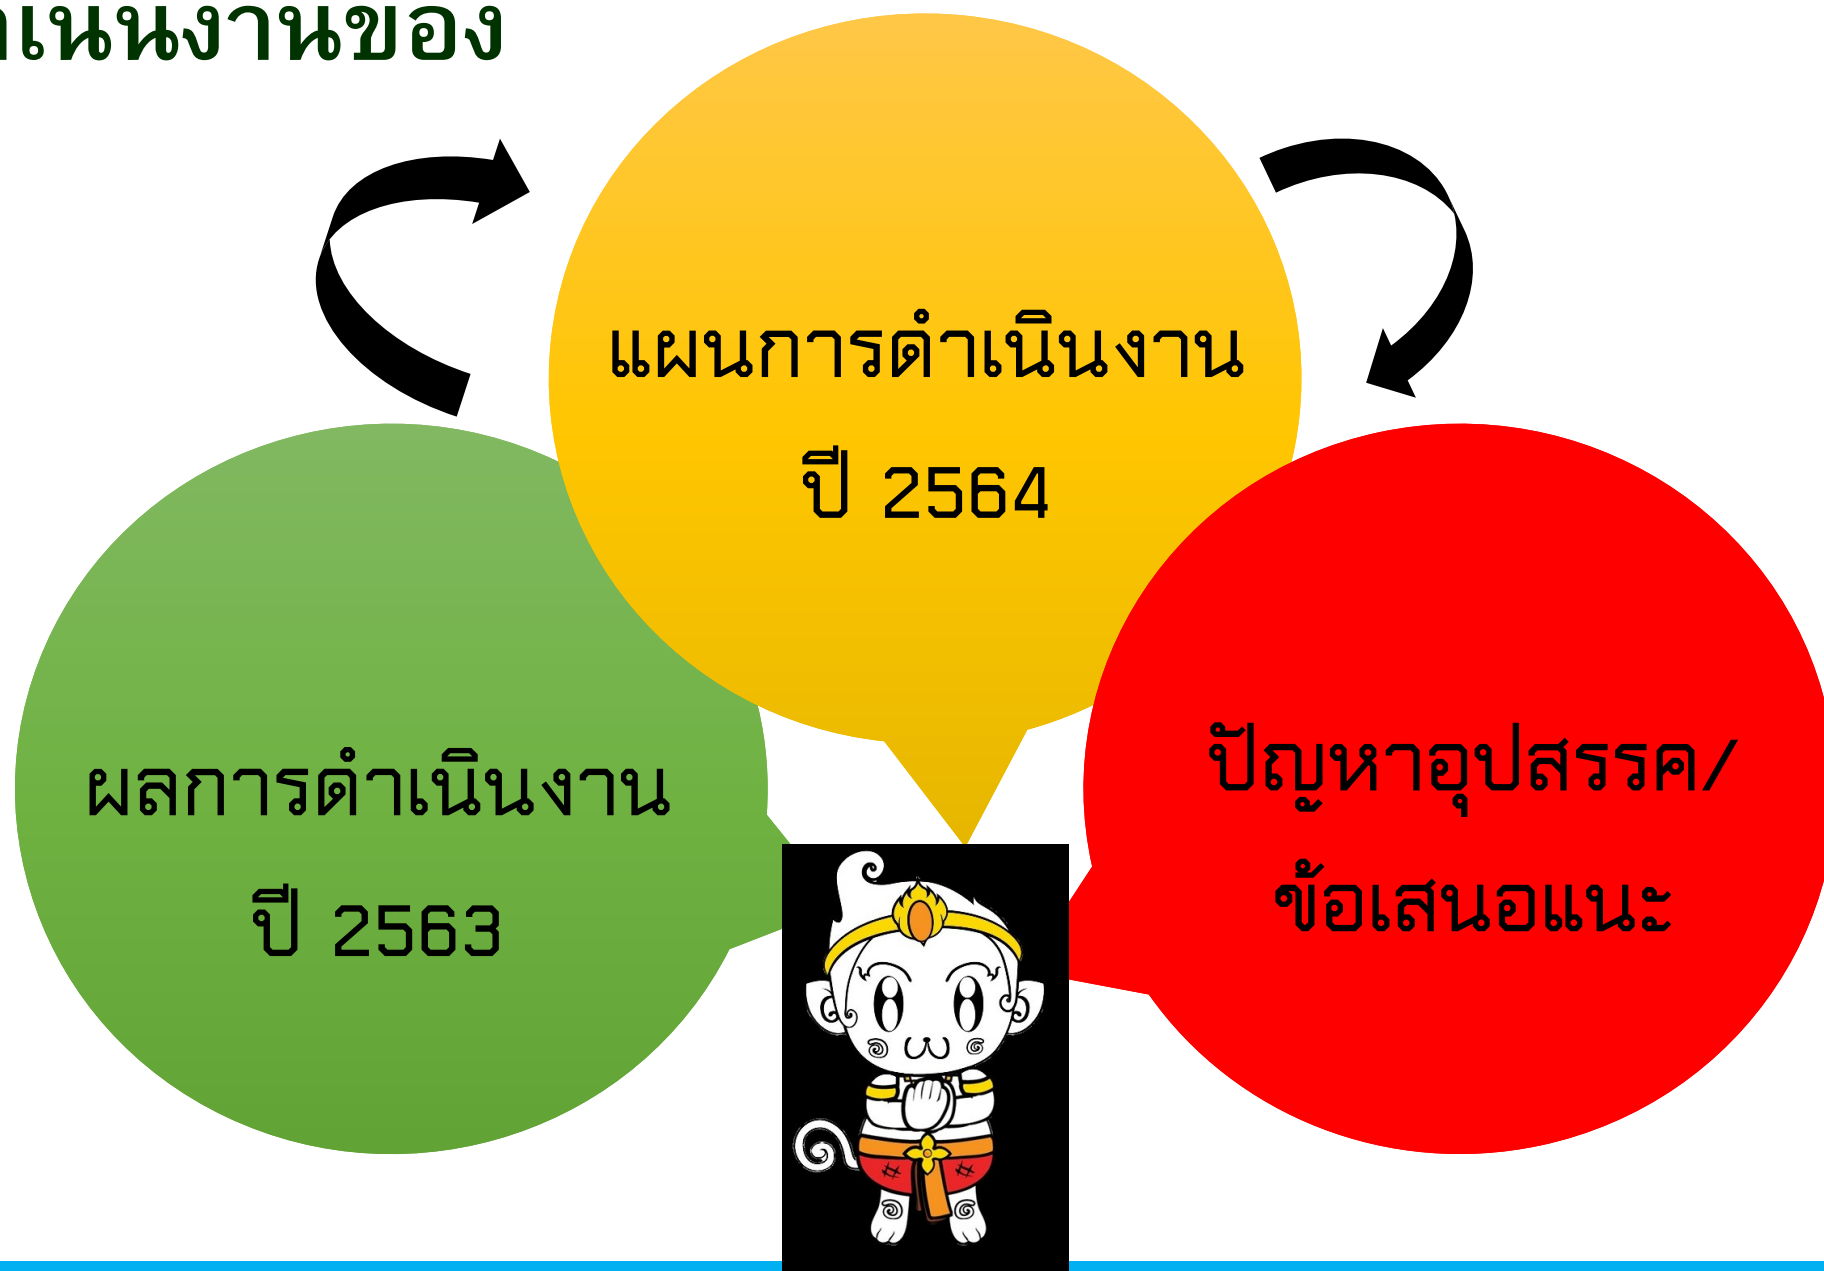 งานของ
แผนการดำเนินงาน
ปี 2564
ผลการดำเนินงาน
ปี 2563
ปัญหาอุปสรรค/
ข้อเสนอแนะ